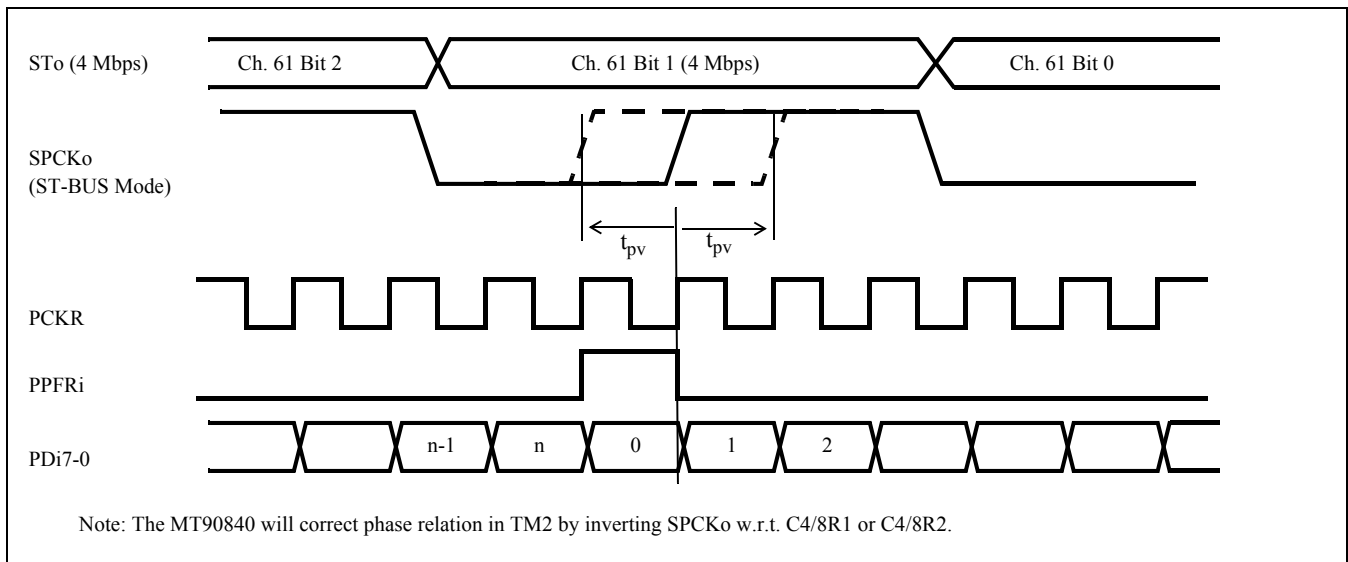 STo (4 Mbps)
Ch. 61 Bit 2
Ch. 61 Bit 1 (4 Mbps)
Ch. 61 Bit 0
SPCKo
(ST-BUS Mode)
tpv
tpv
PCKR
PPFRi
PDi7-0
n-1
n
0
1
2
Note: The MT90840 will correct phase relation in TM2 by inverting SPCKo w.r.t. C4/8R1 or C4/8R2.